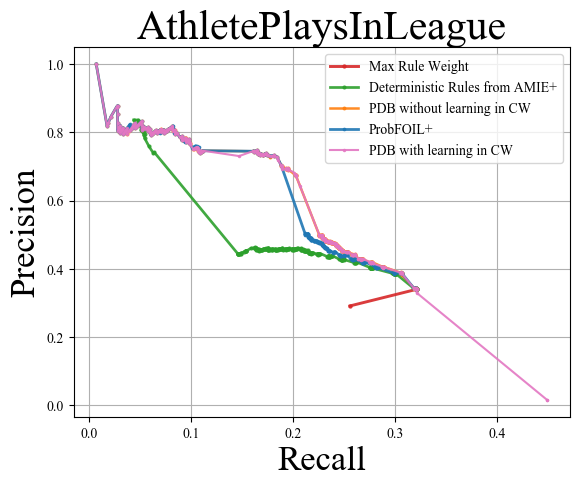 AthletePlaysInLeague
Max Rule Weight
Deterministic Rules from AMIE+
PDB without learning in CW
ProbFOIL+
PDB with learning in CW
Precision
1.0
0.8
0.6
0.4
0.2
0.0
0.0 0.1 0.2 0.3 0.4
Recall